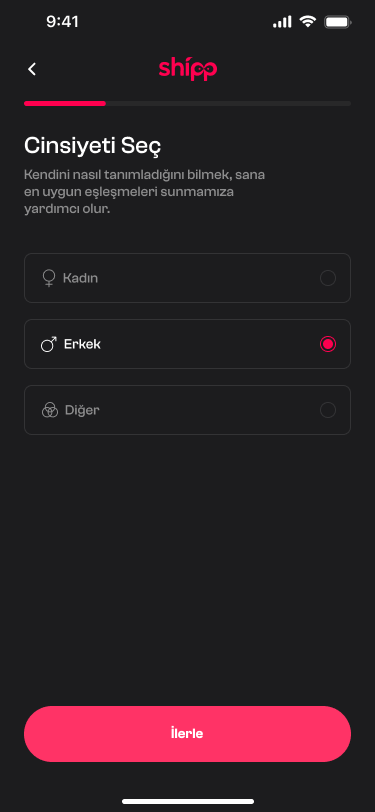 9:41
shipp
Cinsiyeti Seç
Kendini nasıl tanımladığını bilmek, sana
en uygun eşleşmeleri sunmamıza
yardımcı olur.
Kadın
Erkek
Diğer
İlerle